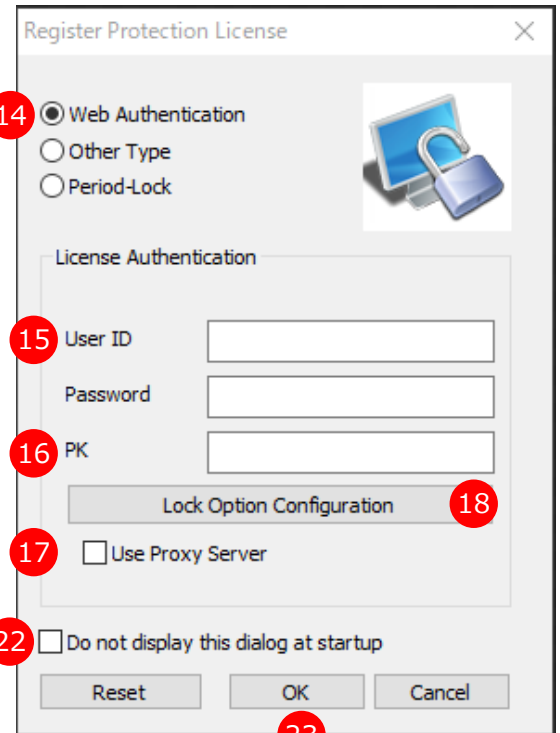 Register Protection License
14 Web Authentication
Other Type
Period-Lock
License Authentication
15 User ID
Password
16 PK
Lock Option Configuration 18
17 Use Proxy Server
22 Do not display this dialog at startup
Reset OK Cancel
23